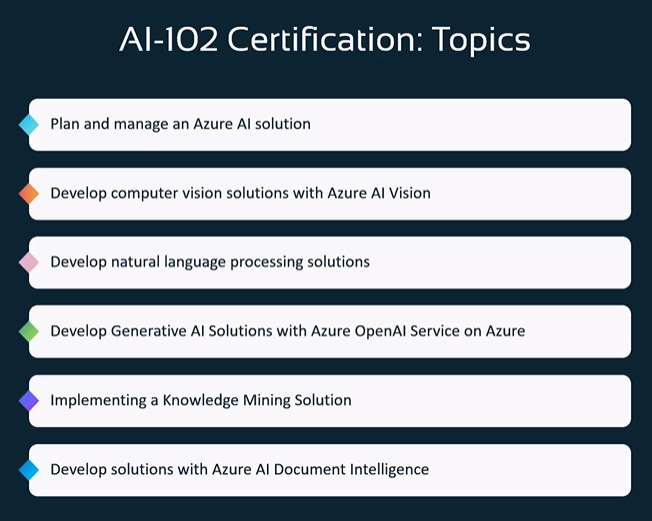 AI-102 Certification: Topics
Plan and manage an Azure AI solution
Develop computer vision solutions with Azure AI Vision
Develop natural language processing solutions
Develop Generative AI Solutions with Azure OpenAI Service on Azure
Implementing a Knowledge Mining Solution
Develop solutions with Azure AI Document Intelligence